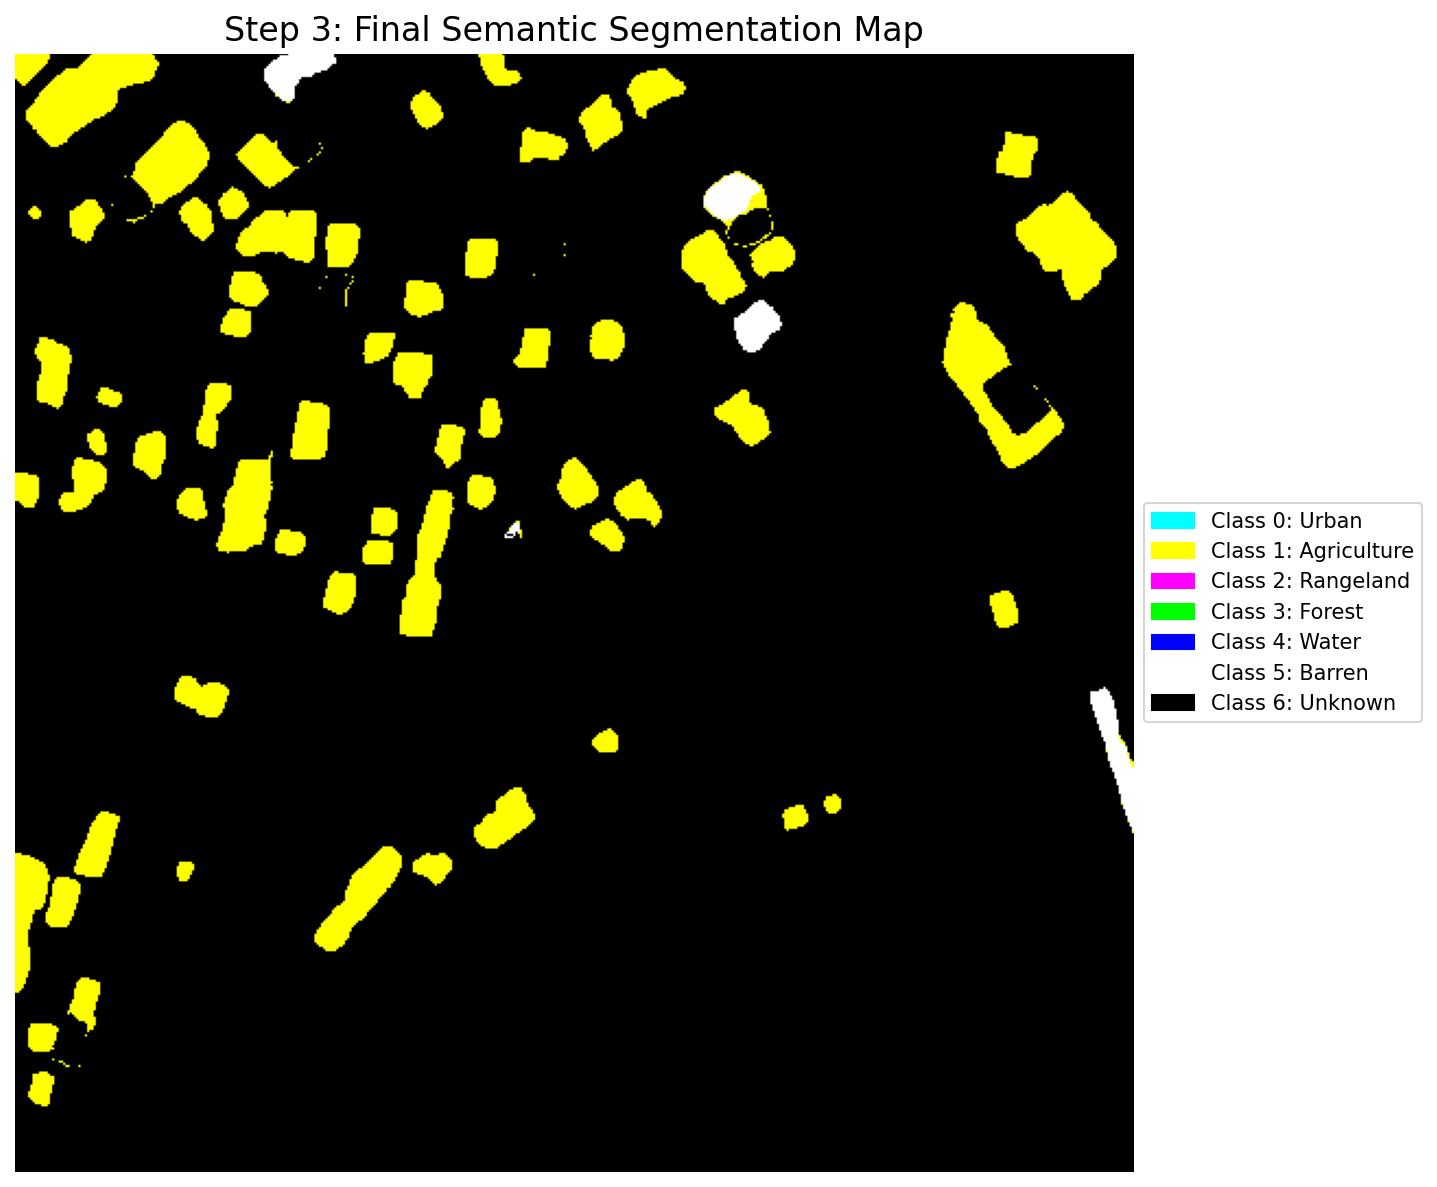 Step 3: Final Semantic Segmentation Map
Class 0: Urban
Class 1: Agriculture
Class 2: Rangeland
Class 3: Forest
Class 4: Water
Class 5: Barren
Class 6: Unknown